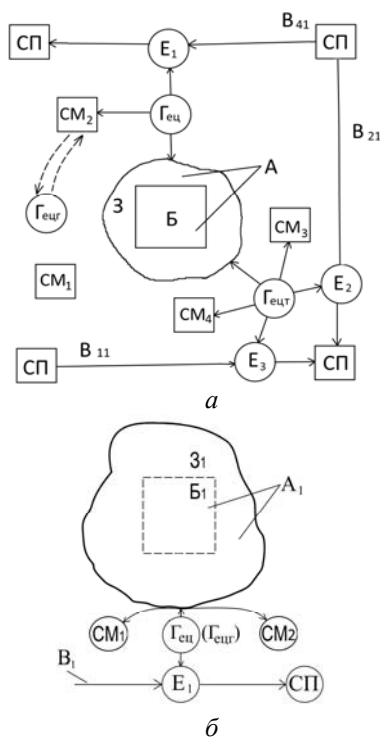 В₄₁
СП Е₁ СП
СМ₂ Гец В₂₁
А
З Б
Гецг СМ₃
СМ₁ Гецт Е₂
СМ₄
СП В ₁₁ Е₃ СП
а
З₁
Б₁ А₁
СМ₁ Гец (Гецг) СМ₂
В₁ Е₁ СП
б